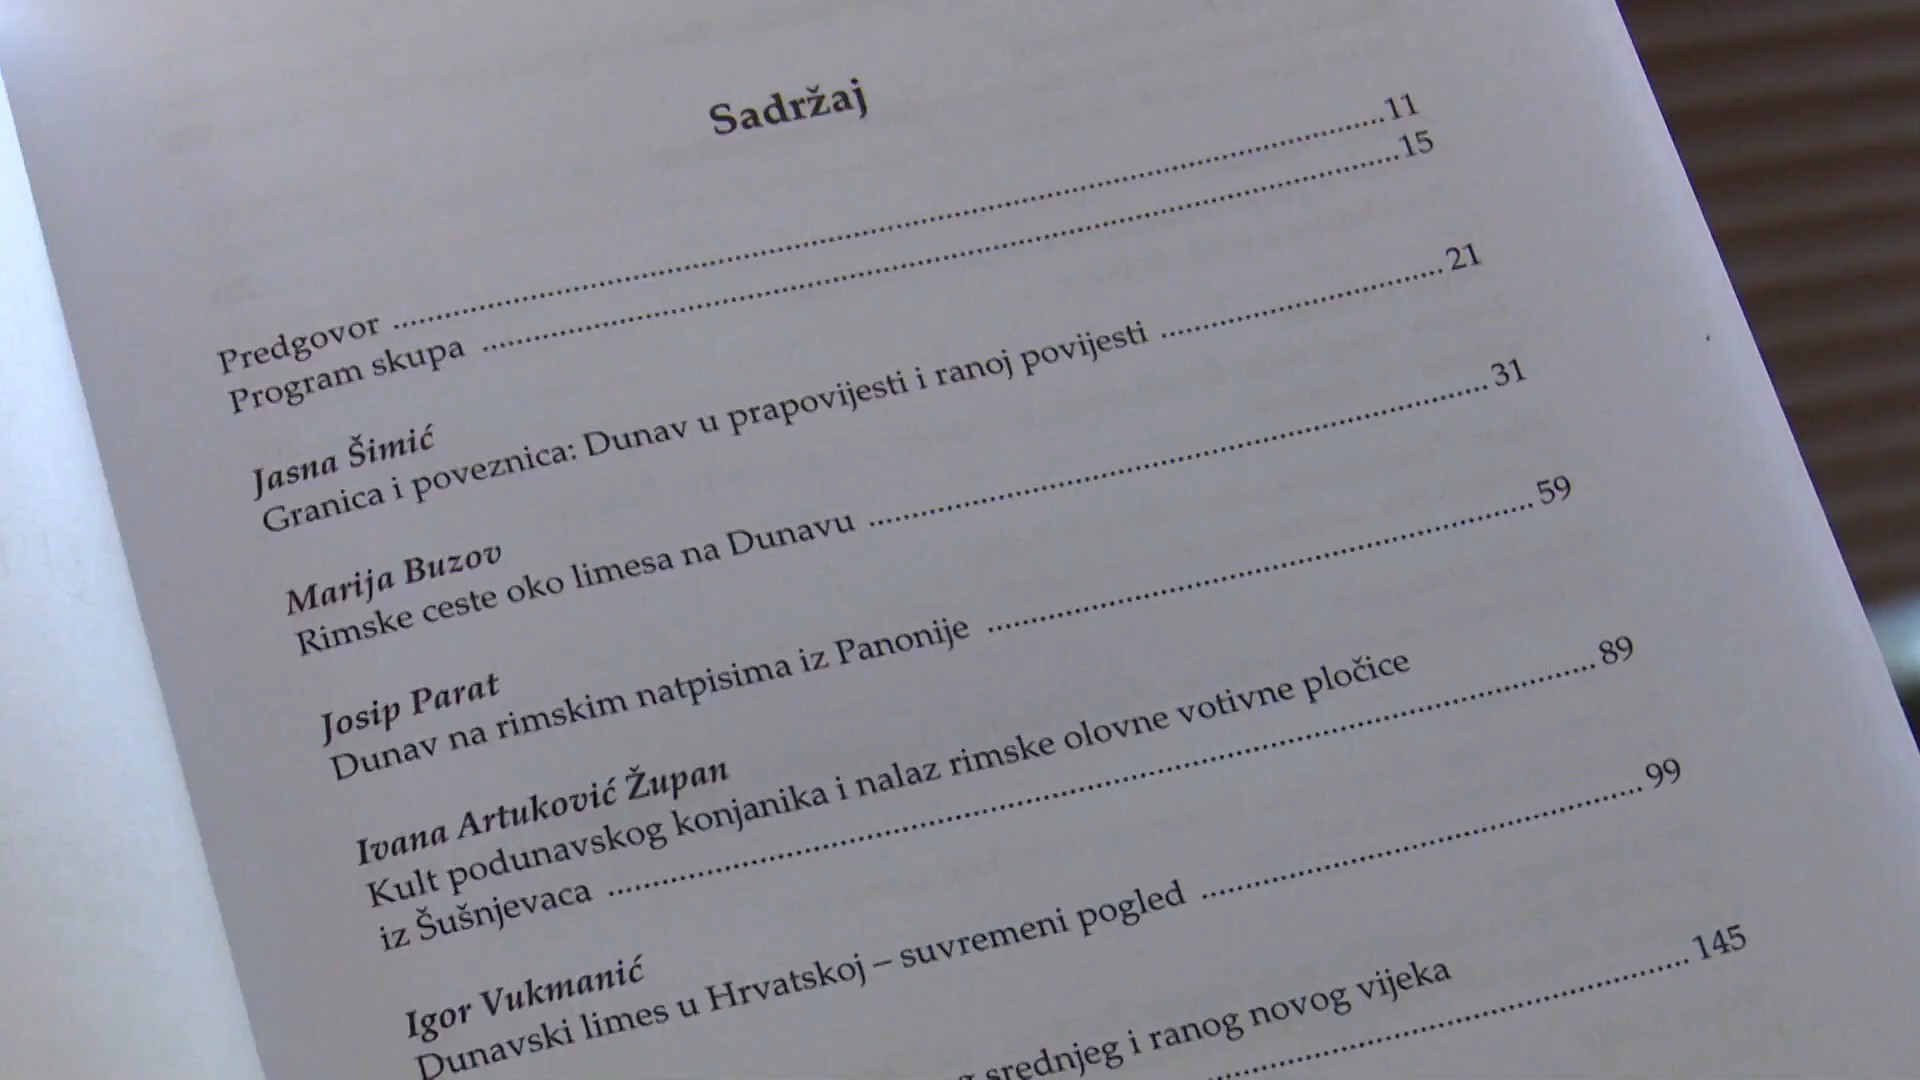 Sadržaj
Predgovor ........ 11
Program skupa ........ 15
Jasna Šimić
Granica i poveznica: Dunav u prapovijesti i ranoj povijesti ........ 21
Marija Buzov
Rimske ceste oko limesa na Dunavu ........ 31
Josip Parat
Dunav na rimskim natpisima iz Panonije ........ 59
Ivana Artuković Župan
Kult podunavskog konjanika i nalaz rimske olovne votivne pločice
iz Šušnjevaca ........ 89
Igor Vukmanić
Dunavski limes u Hrvatskoj – suvremeni pogled ........ 99
srednjeg i ranog novog vijeka
........ 145